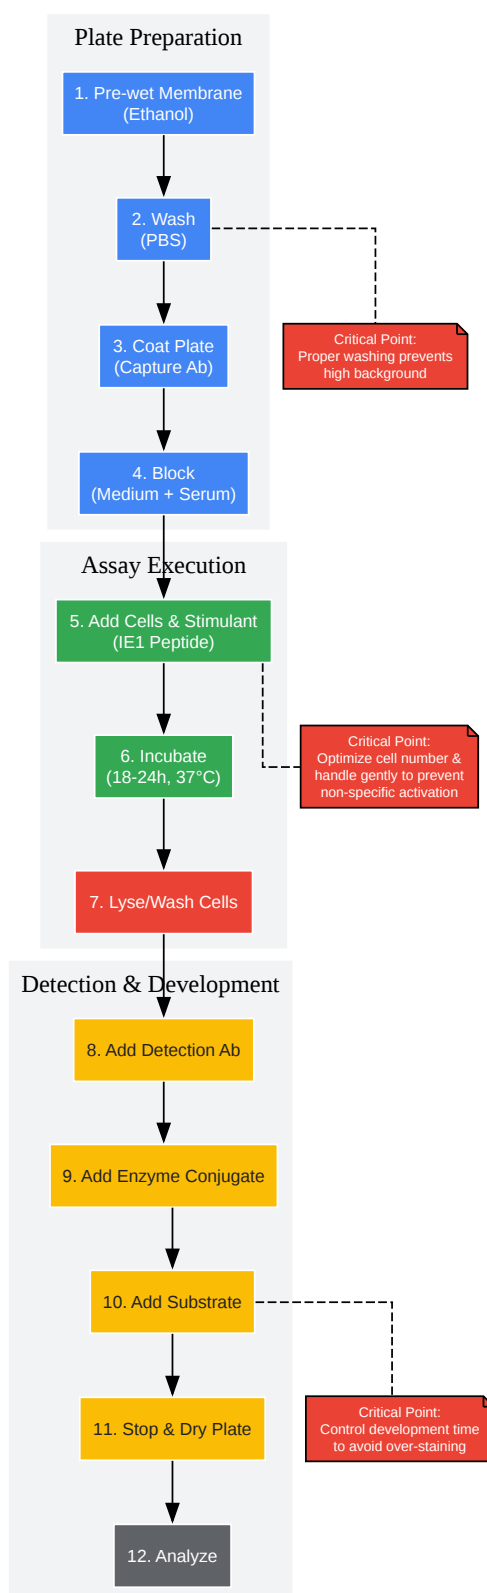 Plate Preparation
1. Pre-wet Membrane
(Ethanol)
2. Wash
(PBS)
3. Coat Plate
(Capture Ab)
Critical Point:
Proper washing prevents
high background
4. Block
(Medium + Serum)
Assay Execution
5. Add Cells & Stimulant
(IE1 Peptide)
6. Incubate
(18-24h, 37°C)
Critical Point:
Optimize cell number &
handle gently to prevent
non-specific activation
7. Lyse/Wash Cells
Detection & Development
8. Add Detection Ab
9. Add Enzyme Conjugate
10. Add Substrate
11. Stop & Dry Plate
Critical Point:
Control development time
to avoid over-staining
12. Analyze